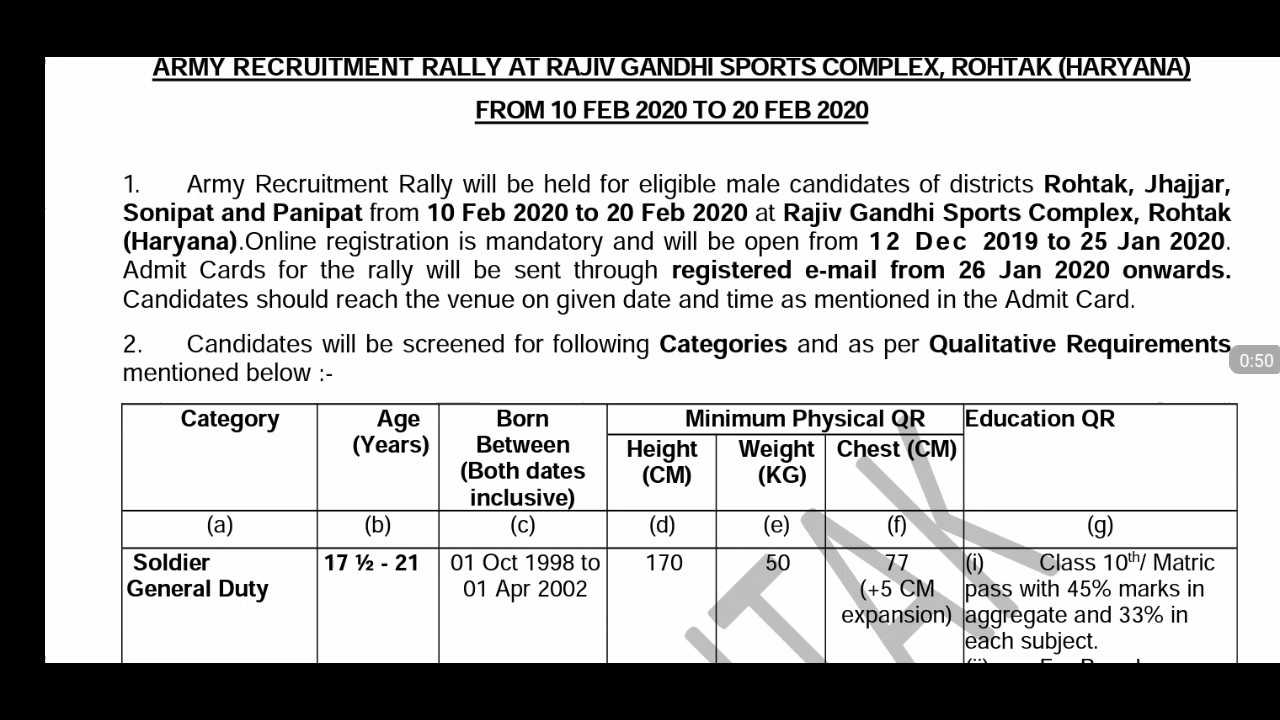 ARMY RECRUITMENT RALLY AT RAJIV GANDHI SPORTS COMPLEX, ROHTAK (HARYANA)
FROM 10 FEB 2020 TO 20 FEB 2020
1. Army Recruitment Rally will be held for eligible male candidates of districts Rohtak, Jhajjar,
Sonipat and Panipat from 10 Feb 2020 to 20 Feb 2020 at Rajiv Gandhi Sports Complex, Rohtak
(Haryana).Online registration is mandatory and will be open from 12 Dec 2019 to 25 Jan 2020.
Admit Cards for the rally will be sent through registered e-mail from 26 Jan 2020 onwards.
Candidates should reach the venue on given date and time as mentioned in the Admit Card.
2. Candidates will be screened for following Categories and as per Qualitative Requirements
mentioned below :-
0:50
Category
Age
(Years)
Born
Between
(Both dates
inclusive)
Minimum Physical QR
Height
(CM)
Weight
(KG)
Chest (CM)
Education QR
(a) (b) (c) (d) (e) (f) (g)
Soldier
General Duty
17 ½ - 21
01 Oct 1998 to
01 Apr 2002
170
50
77
(+5 CM
expansion)
(i) Class 10th/ Matric
pass with 45% marks in
aggregate and 33% in
each subject.
TAK